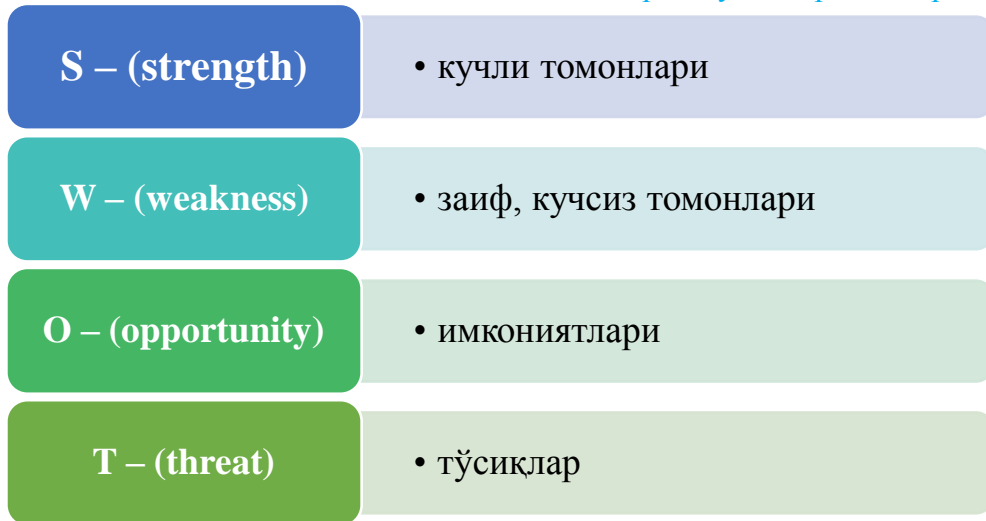 S – (strength)
• кучли томонлари
W – (weakness)
• заиф, кучсиз томонлари
O – (opportunity)
• имкониятлари
T – (threat)
• тўсиқлар